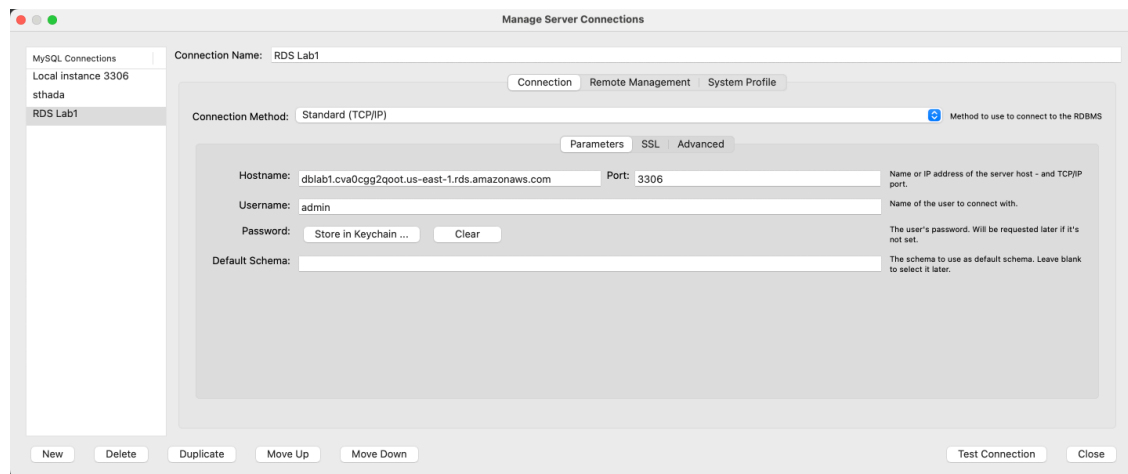 Manage Server Connections
MySQL Connections
Local instance 3306
sthada
RDS Lab1
Connection Name: RDS Lab1
Connection Remote Management System Profile
Connection Method: Standard (TCP/IP) Method to use to connect to the RDBMS
Parameters SSL Advanced
Hostname: dblab1.cva0cgg2qoot.us-east-1.rds.amazonaws.com Port: 3306 Name or IP address of the server host - and TCP/IP
port.
Username: admin Name of the user to connect with.
Password: Store in Keychain ... Clear The user's password. Will be requested later if it's
not set.
Default Schema: The schema to use as default schema. Leave blank
to select it later.
New Delete Duplicate Move Up Move Down Test Connection Close